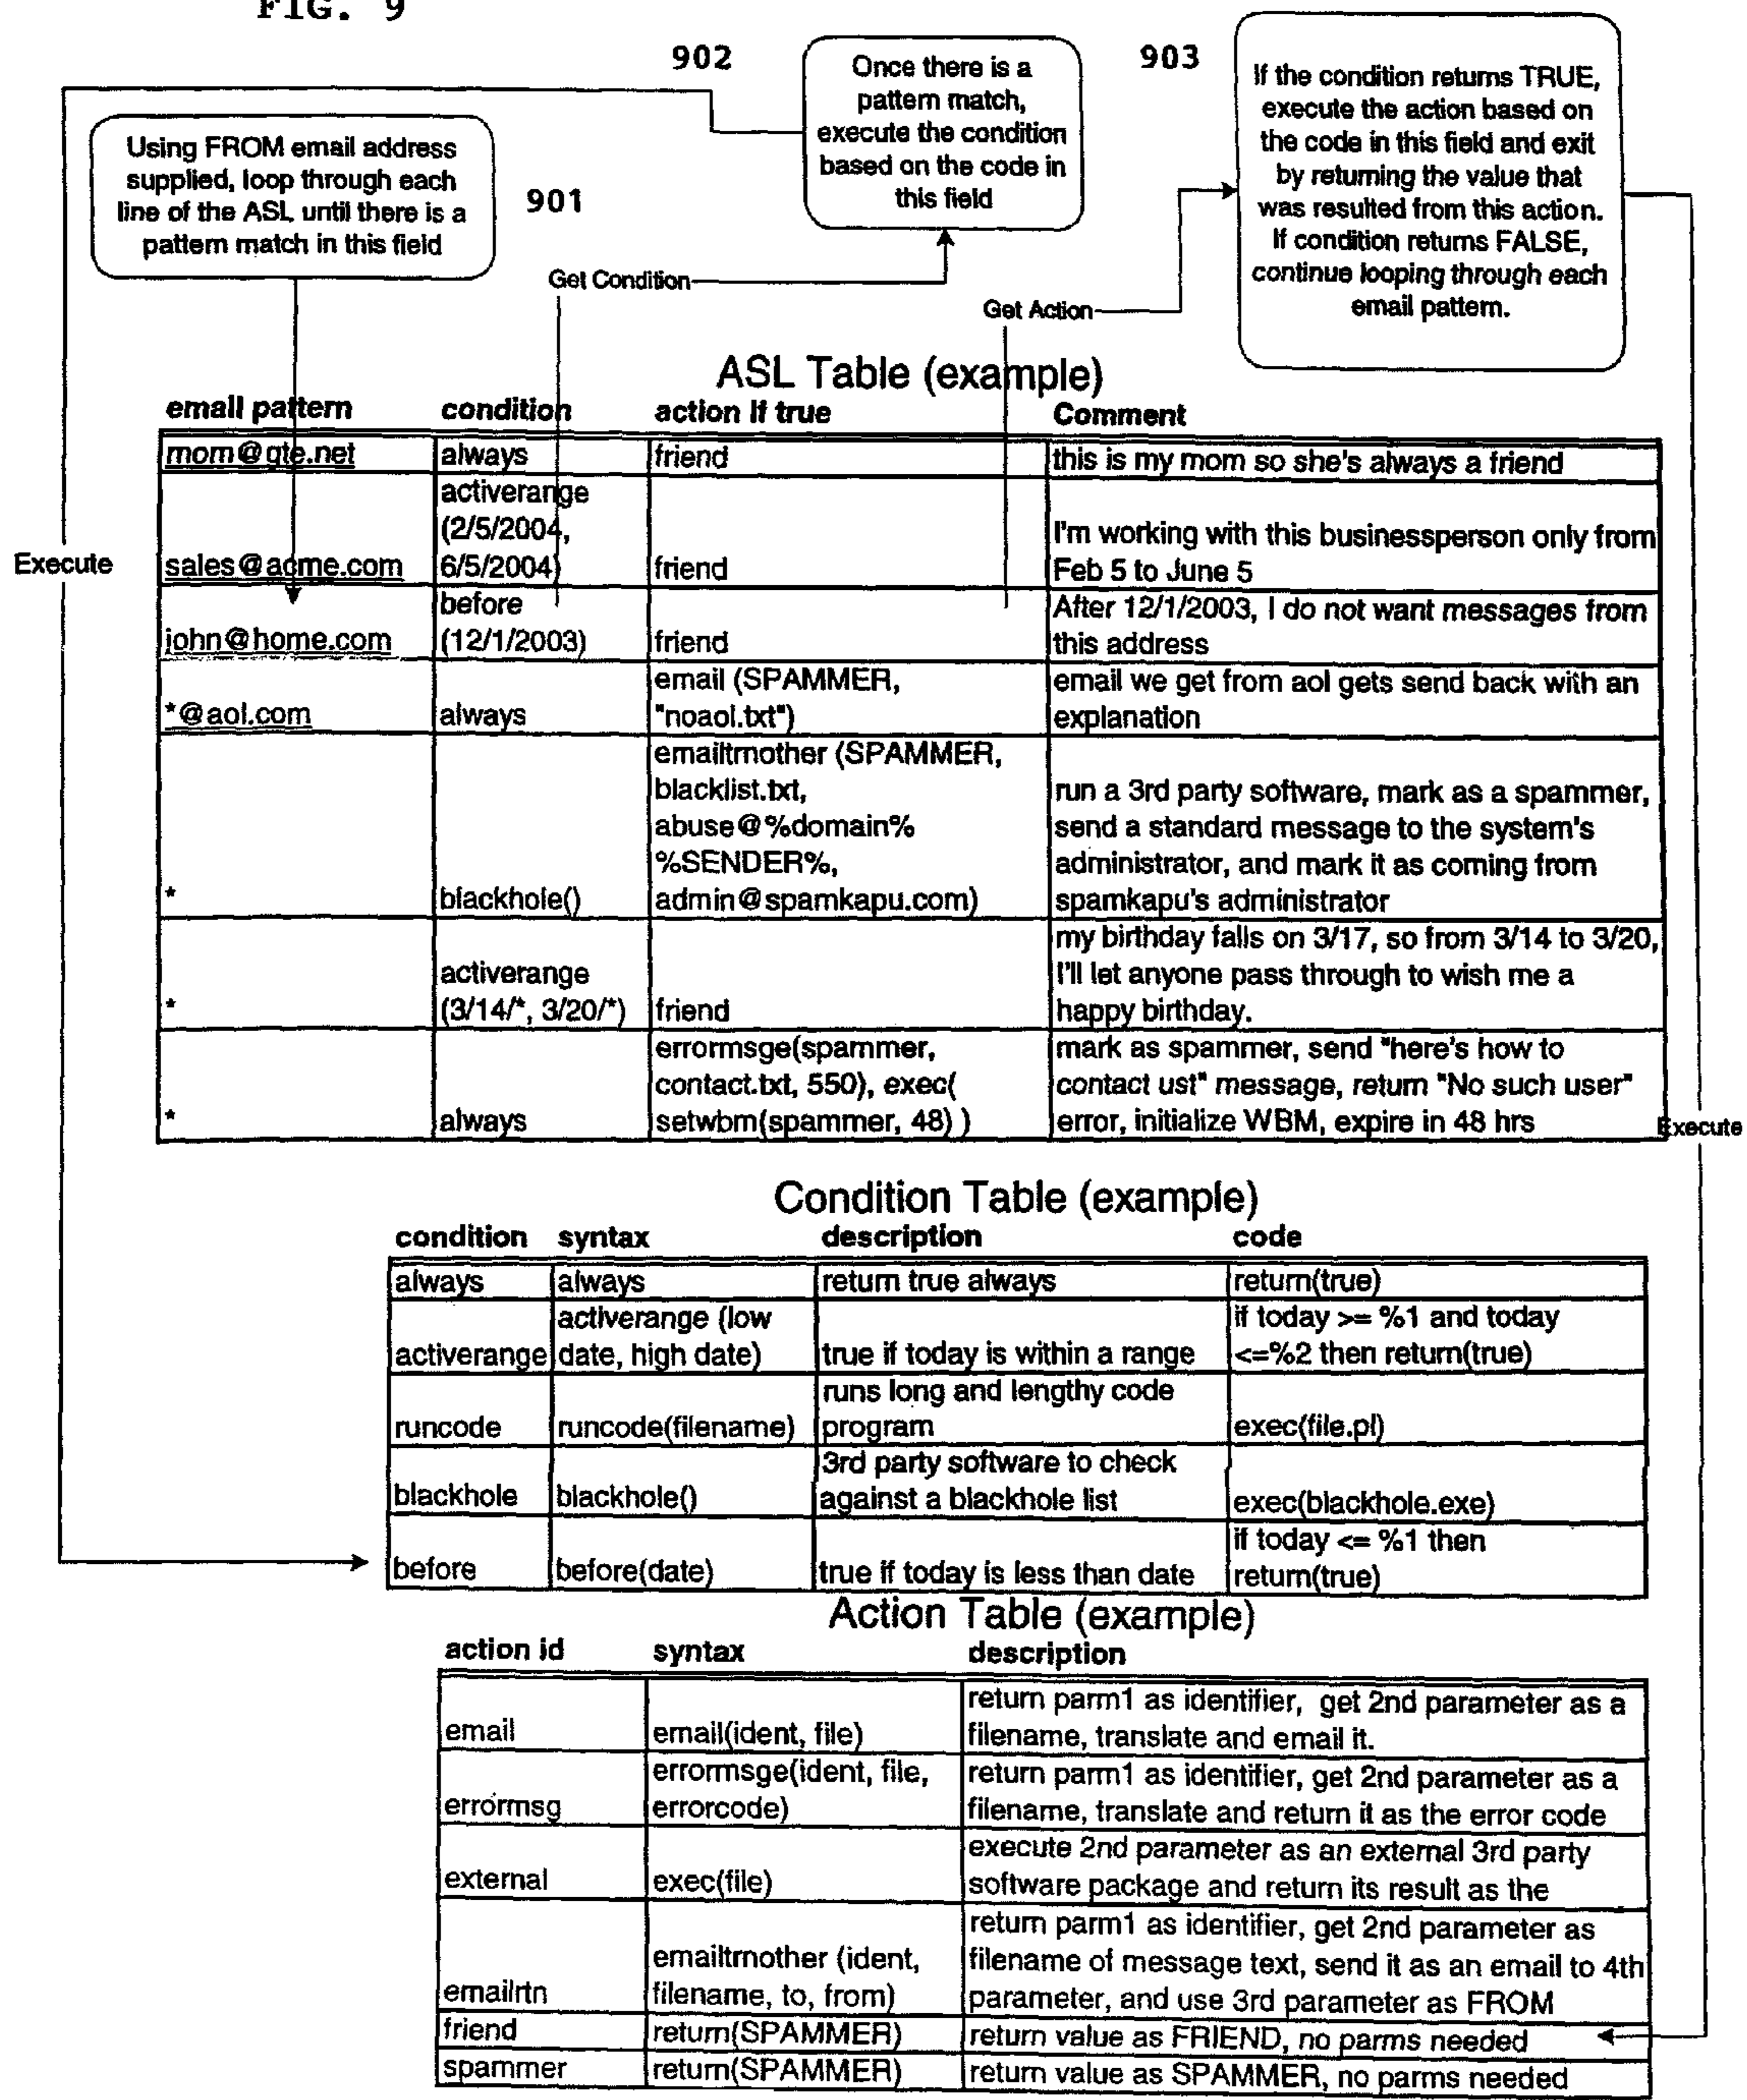 FIG. 9
902
903
Once there is a
pattern match,
execute the condition
based on the code in
this field
If the condition returns TRUE,
execute the action based on
the code in this field and exit
by returning the value that
was resulted from this action.
If condition returns FALSE,
continue looping through each
email pattern.
Using FROM email address
supplied, loop through each
line of the ASL until there is a
pattern match in this field
901
Get Condition
Get Action
ASL Table (example)
email pattern condition action if true Comment
mom@gte.net always friend this is my mom so she's always a friend
activerange
(2/5/2004,
6/5/2004)
sales@acme.com friend
I'm working with this businessperson only from
Feb 5 to June 5
Execute
before
(12/1/2003)
john@home.com friend
After 12/1/2003, I do not want messages from
this address
*@aol.com always
email (SPAMMER,
"noaol.txt")
email we get from aol gets send back with an
explanation
* blackhole()
emailtrnother (SPAMMER,
blacklist.txt,
abuse@%domain%
%SENDER%,
admin@spamkapu.com)
run a 3rd party software, mark as a spammer,
send a standard message to the system's
administrator, and mark it as coming from
spamkapu's administrator
*
activerange
(3/14/*, 3/20/*) friend
my birthday falls on 3/17, so from 3/14 to 3/20,
I'll let anyone pass through to wish me a
happy birthday.
* always
errormsge(spammer,
contact.txt, 550), exec(
setwbm(spammer, 48) )
mark as spammer, send "here's how to
contact ust" message, return "No such user"
error, initialize WBM, expire in 48 hrs
Execute
Condition Table (example)
condition syntax description code
always always return true always return(true)
activerange
activerange (low
date, high date)
true if today is within a range
if today >= %1 and today
<=%2 then return(true)
runcode runcode(filename)
runs long and lengthy code
program
exec(file.pl)
blackhole blackhole()
3rd party software to check
against a blackhole list
exec(blackhole.exe)
before before(date) true if today is less than date
if today <= %1 then
return(true)
Action Table (example)
action id syntax description
email email(ident, file)
return parm1 as identifier, get 2nd parameter as a
filename, translate and email it.
errormsg
errormsge(ident, file,
errorcode)
return parm1 as identifier, get 2nd parameter as a
filename, translate and return it as the error code
external exec(file)
execute 2nd parameter as an external 3rd party
software package and return its result as the
emailrtn
emailtrnother (ident,
filename, to, from)
return parm1 as identifier, get 2nd parameter as
filename of message text, send it as an email to 4th
parameter, and use 3rd parameter as FROM
friend return(SPAMMER) return value as FRIEND, no parms needed
spammer return(SPAMMER) return value as SPAMMER, no parms needed